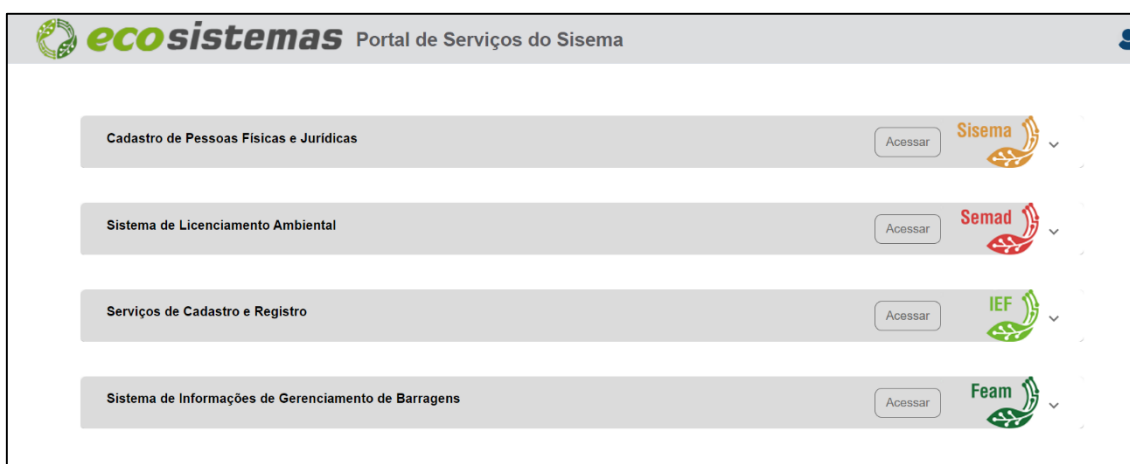 ecosistemas Portal de Serviços do Sisema
Cadastro de Pessoas Físicas e Jurídicas Acessar Sisema
Sistema de Licenciamento Ambiental Acessar Semad
Serviços de Cadastro e Registro Acessar IEF
Sistema de Informações de Gerenciamento de Barragens Acessar Feam